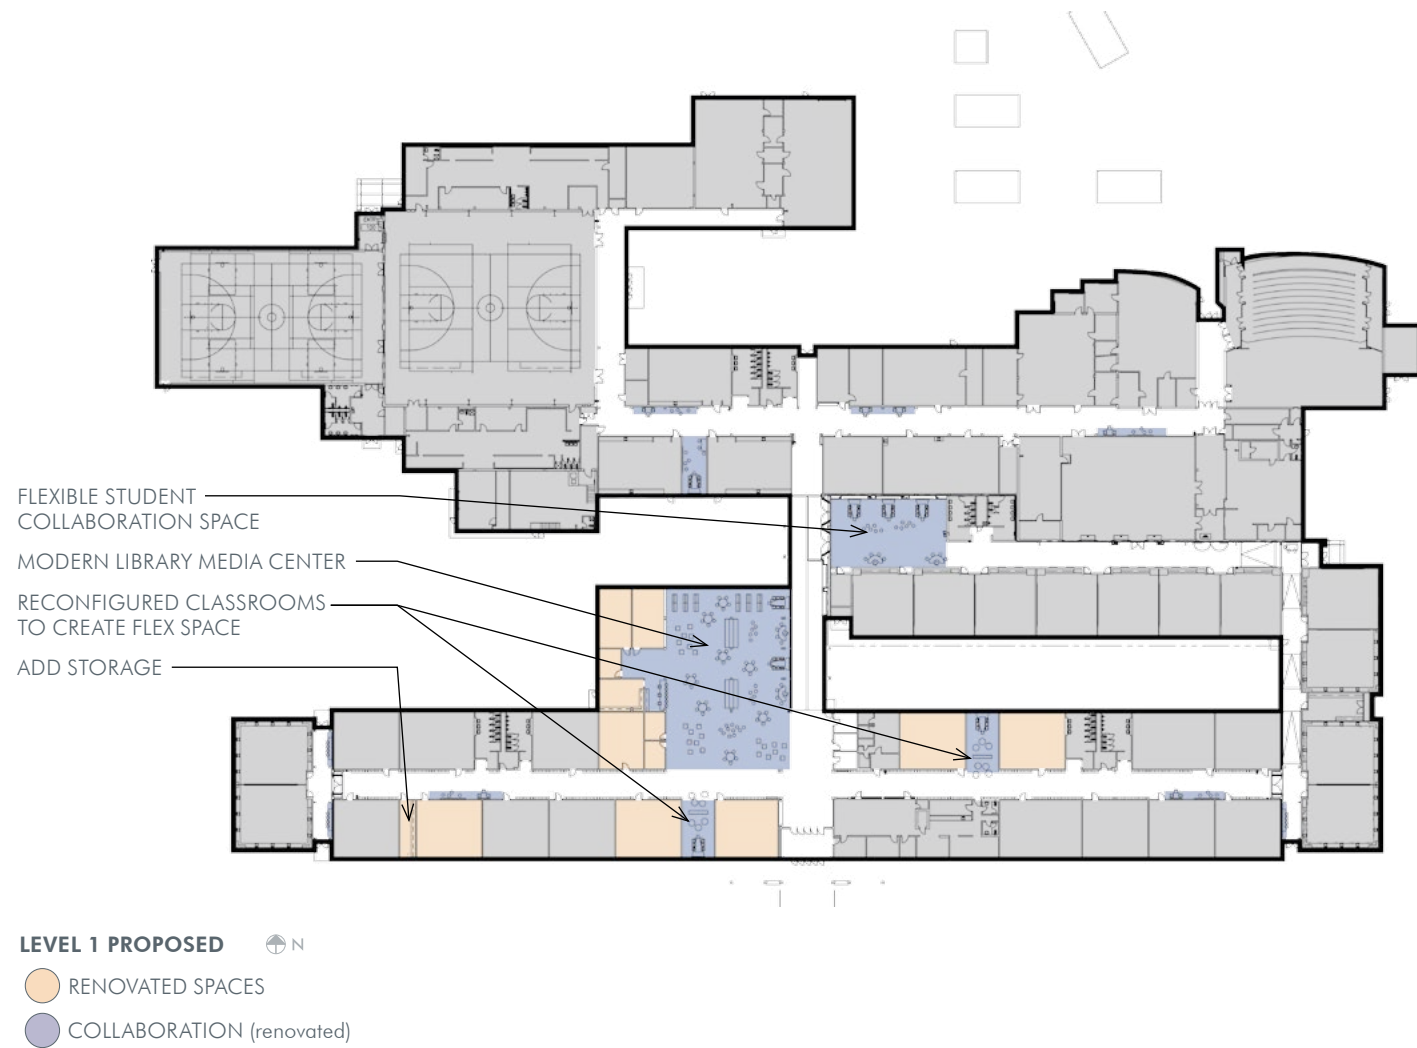 FLEXIBLE STUDENT
COLLABORATION SPACE
MODERN LIBRARY MEDIA CENTER
RECONFIGURED CLASSROOMS
TO CREATE FLEX SPACE
ADD STORAGE
LEVEL 1 PROPOSED N
RENOVATED SPACES
COLLABORATION (renovated)